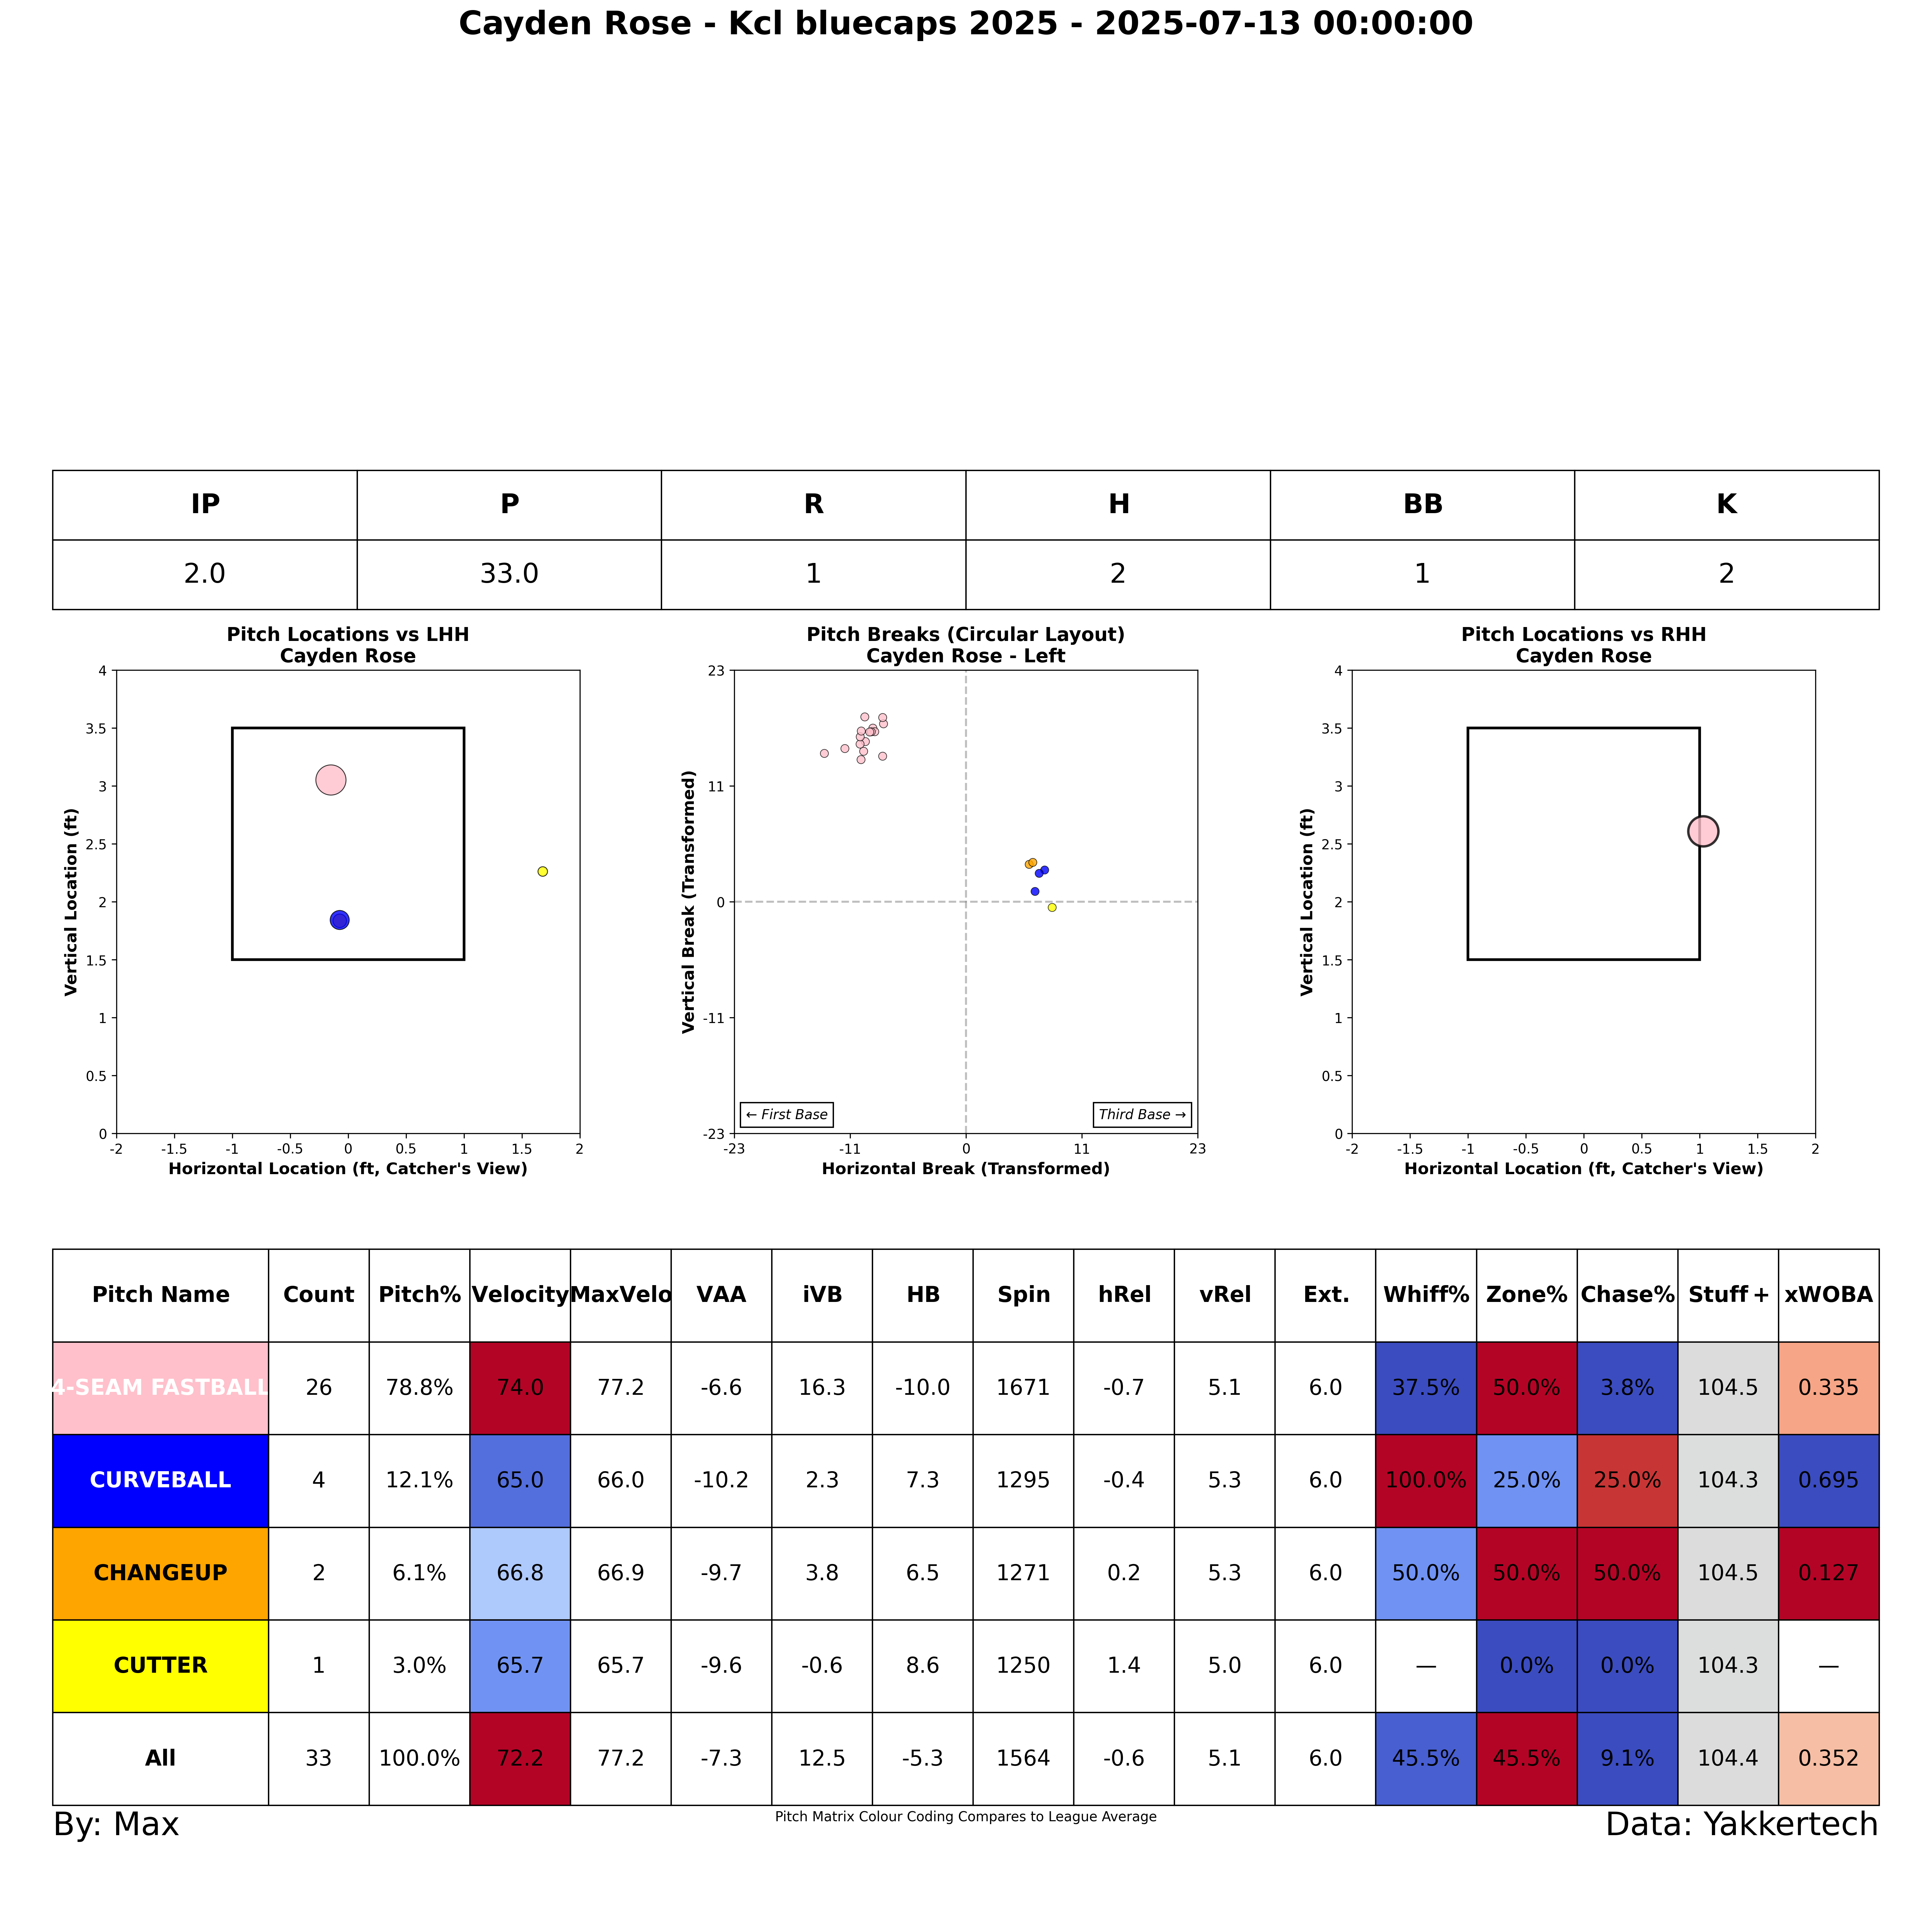 Cayden Rose - Kcl bluecaps 2025 - 2025-07-13 00:00:00
IP P R H BB K
2.0 33.0 1 2 1 2
Pitch Locations vs LHH
Cayden Rose
4
3.5
3
2.5
2
1.5
1
0.5
0
Vertical Location (ft)
-2 -1.5 -1 -0.5 0 0.5 1 1.5 2
Horizontal Location (ft, Catcher's View)
Pitch Breaks (Circular Layout)
Cayden Rose - Left
23
11
0
-11
-23
Vertical Break (Transformed)
← First Base
Third Base →
-23 -11 0 11 23
Horizontal Break (Transformed)
Pitch Locations vs RHH
Cayden Rose
4
3.5
3
2.5
2
1.5
1
0.5
0
Vertical Location (ft)
-2 -1.5 -1 -0.5 0 0.5 1 1.5 2
Horizontal Location (ft, Catcher's View)
Pitch Name Count Pitch% Velocity MaxVelo VAA iVB HB Spin hRel vRel Ext. Whiff% Zone% Chase% Stuff+ xWOBA
4-SEAM FASTBALL 26 78.8% 74.0 77.2 -6.6 16.3 -10.0 1671 -0.7 5.1 6.0 37.5% 50.0% 3.8% 104.5 0.335
CURVEBALL 4 12.1% 65.0 66.0 -10.2 2.3 7.3 1295 -0.4 5.3 6.0 100.0% 25.0% 25.0% 104.3 0.695
CHANGEUP 2 6.1% 66.8 66.9 -9.7 3.8 6.5 1271 0.2 5.3 6.0 50.0% 50.0% 50.0% 104.5 0.127
CUTTER 1 3.0% 65.7 65.7 -9.6 -0.6 8.6 1250 1.4 5.0 6.0 — 0.0% 0.0% 104.3 —
All 33 100.0% 72.2 77.2 -7.3 12.5 -5.3 1564 -0.6 5.1 6.0 45.5% 45.5% 9.1% 104.4 0.352
By: Max
Pitch Matrix Colour Coding Compares to League Average
Data: Yakkertech